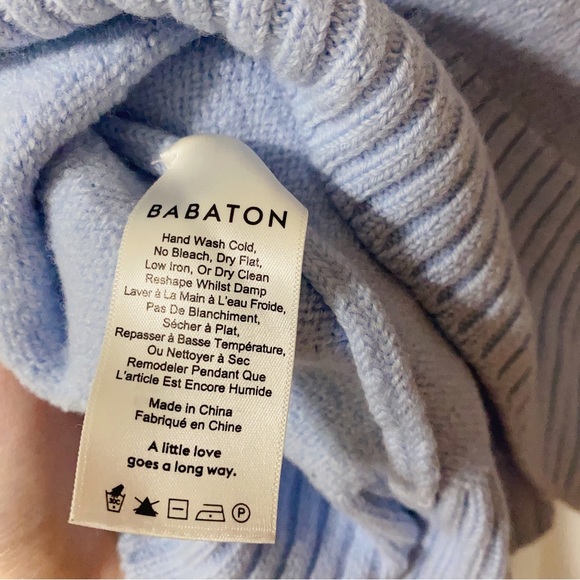 BABATON
Hand Wash Cold,
No Bleach, Dry Flat,
Low Iron, Or Dry Clean
Reshape Whilst Damp
Laver à La Main à L'eau Froide,
Pas De Blanchiment,
Sécher à Plat,
Repasser à Basse Température,
Ou Nettoyer à Sec
Remodeler Pendant Que
L'article Est Encore Humide
Made in China
Fabriqué en Chine
A little love
goes a long way.
30C P